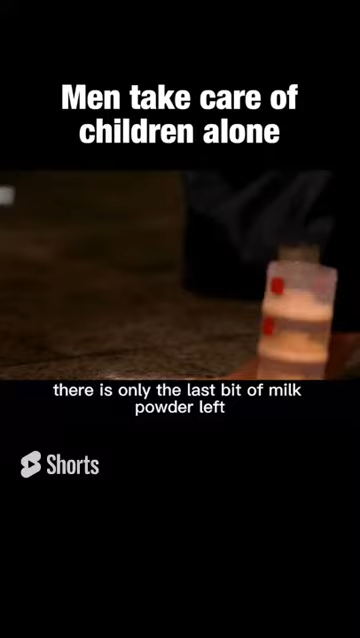 Men take care of
children alone
there is only the last bit of milk
powder left
Shorts